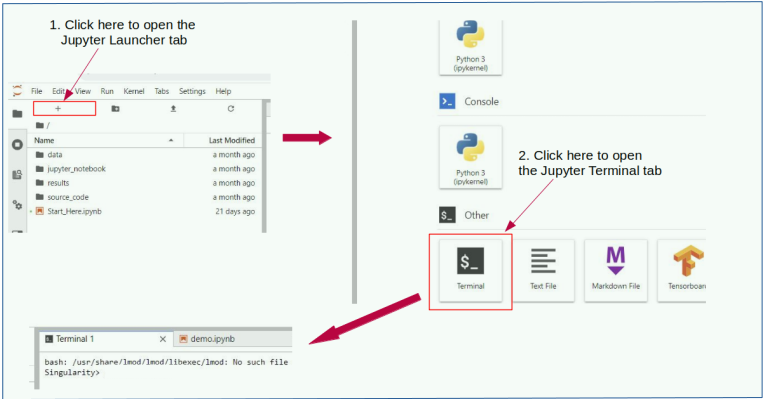 1. Click here to open the
Jupyter Launcher tab
File Edit View Run Kernel Tabs Settings Help
+
/
Name Last Modified
data a month ago
jupyter_notebook a month ago
results a month ago
source_code a month ago
Start_Here.ipynb 21 days ago
Python 3
(ipykernel)
>_ Console
Python 3
(ipykernel)
2. Click here to open
the Jupyter Terminal tab
$_ Other
$_
Terminal
Text File
M
Markdown File
Tensorboar
$_ Terminal 1 × demo.ipynb
bash: /usr/share/lmod/lmod/libexec/lmod: No such file
Singularity>